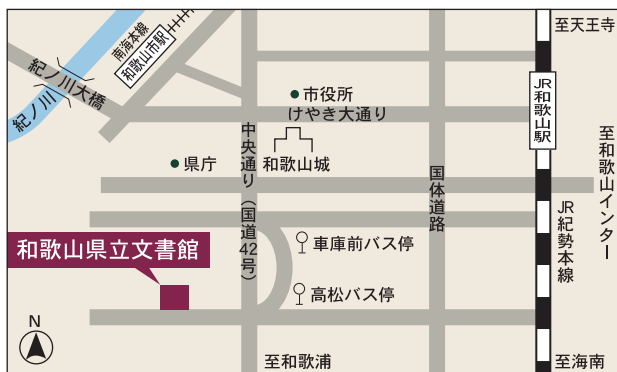 至天王寺
南海本線
和歌山市駅
紀ノ川大橋
紀ノ川
市役所
けやき大通り
JR和歌山駅
中央通り(国道42号)
県庁
和歌山城
国体道路
至和歌山インター
JR紀勢本線
和歌山県立文書館
車庫前バス停
高松バス停
N
至和歌浦
至海南